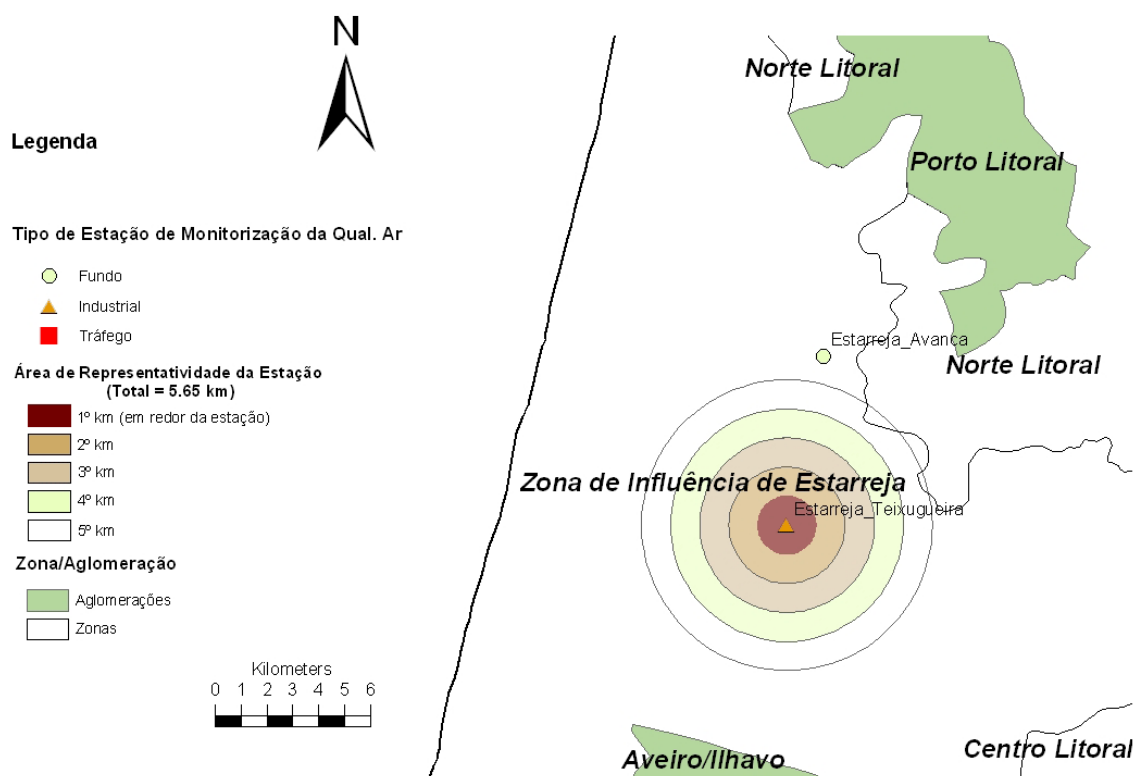 N
Legenda
Tipo de Estação de Monitorização da Qual. Ar
Fundo
Industrial
Tráfego
Área de Representatividade da Estação
(Total = 5.65 km)
1º km (em redor da estação)
2º km
3º km
4º km
5º km
Zona/Aglomeração
Aglomerações
Zonas
Kilometers
0 1 2 3 4 5 6
Norte Litoral
Porto Litoral
Estarreja_Avanca
Norte Litoral
Zona de Influência de Estarreja
Estarreja_Teixugueira
Aveiro/Ilhavo
Centro Litoral